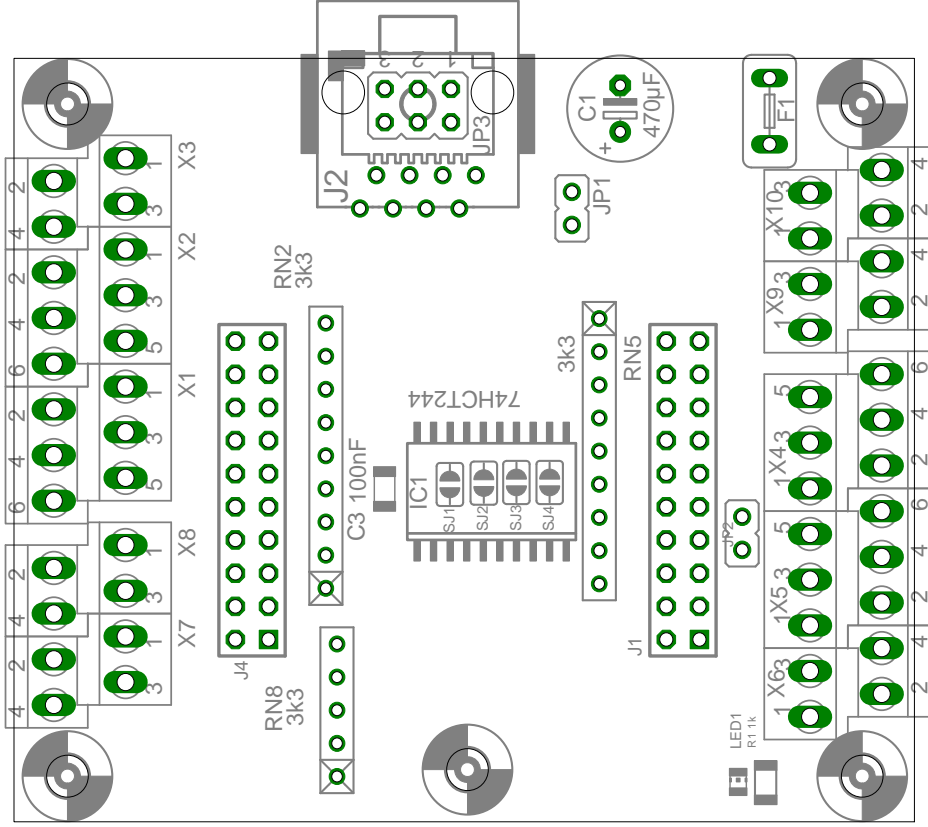 3 2 1
JP3
J2
C1
470µF
+
F1
JP1
2
4
1
3
X3
2
4
6
1
3
5
X2
2
4
6
1
3
5
X1
2
4
1
3
X8
2
4
1
3
X7
RN2
3k3
J4
C3 100nF
RN8
3k3
74HCT244
IC1
SJ1
SJ2
SJ3
SJ4
3k3
RN5
J1
JP2
X10
3
1
4
2
X9
3
1
4
2
X4
5
3
1
6
4
2
X5
5
3
1
6
4
2
X6
3
1
4
2
LED1
R1 1k